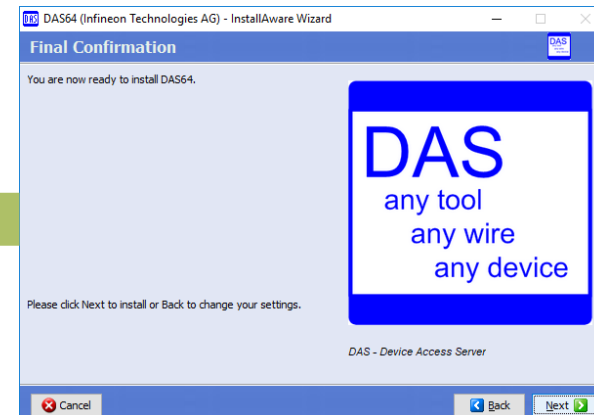 DAS64 (Infineon Technologies AG) - InstallAware Wizard
Final Confirmation
DAS
You are now ready to install DAS64.
DAS
any tool
any wire
any device
Please click Next to install or Back to change your settings.
DAS - Device Access Server
Cancel
Back
Next